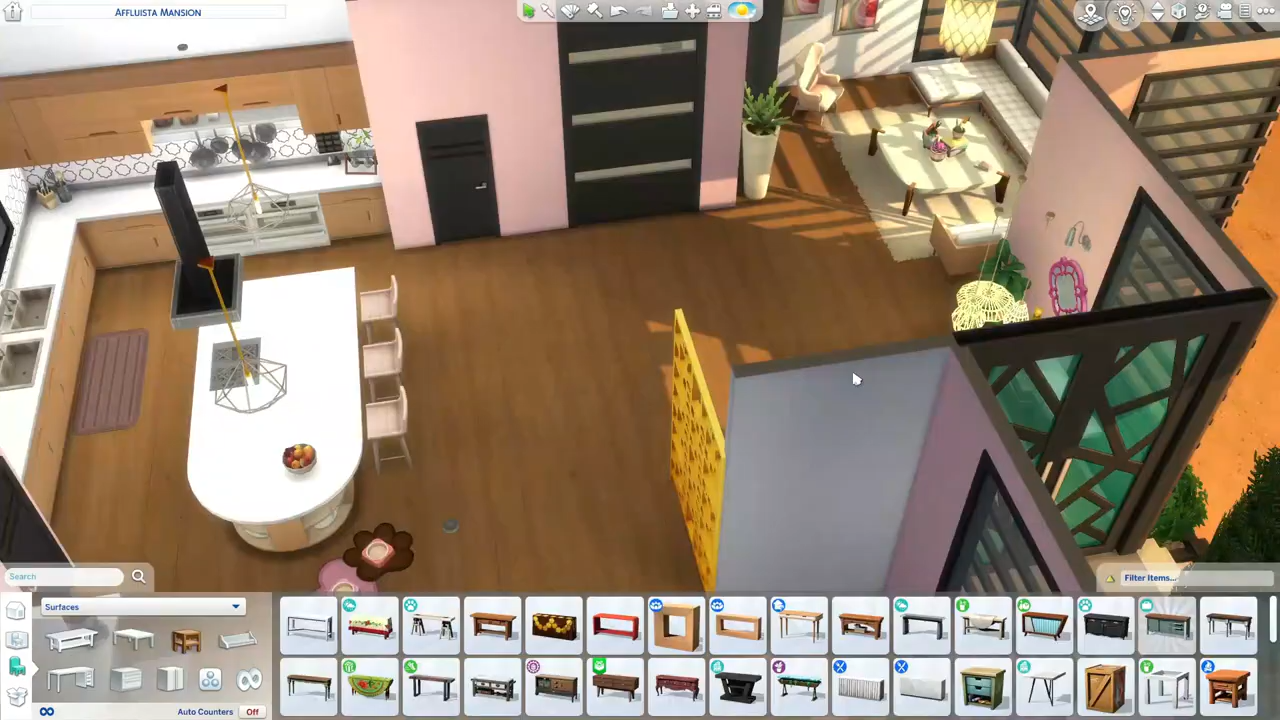 Affluista Mansion
Search
Filter Items...
Surfaces
Auto Counters
Off